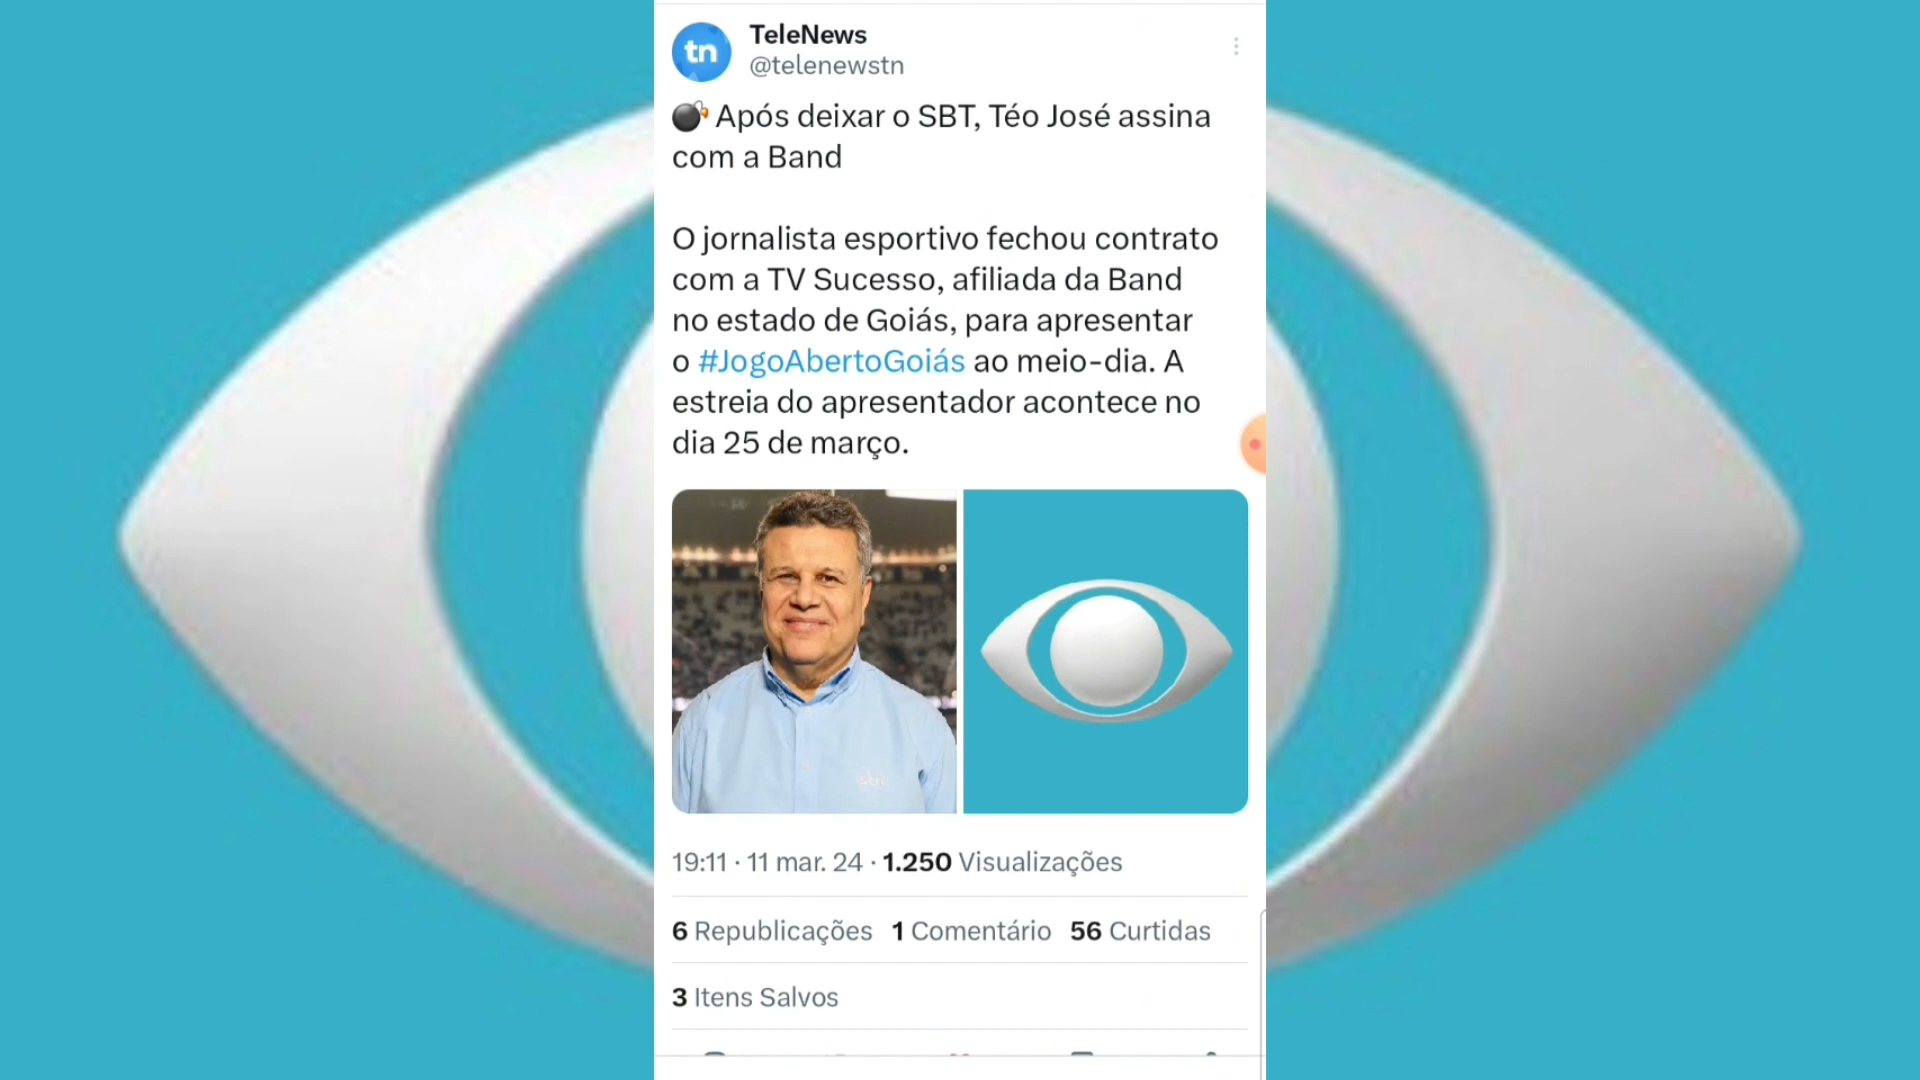 tn
TeleNews
@telenewstn
Após deixar o SBT, Téo José assina
com a Band
O jornalista esportivo fechou contrato
com a TV Sucesso, afiliada da Band
no estado de Goiás, para apresentar
o #JogoAbertoGoiás ao meio-dia. A
estreia do apresentador acontece no
dia 25 de março.
sbt
19:11 · 11 mar. 24 · 1.250 Visualizações
6 Republicações 1 Comentário 56 Curtidas
3 Itens Salvos